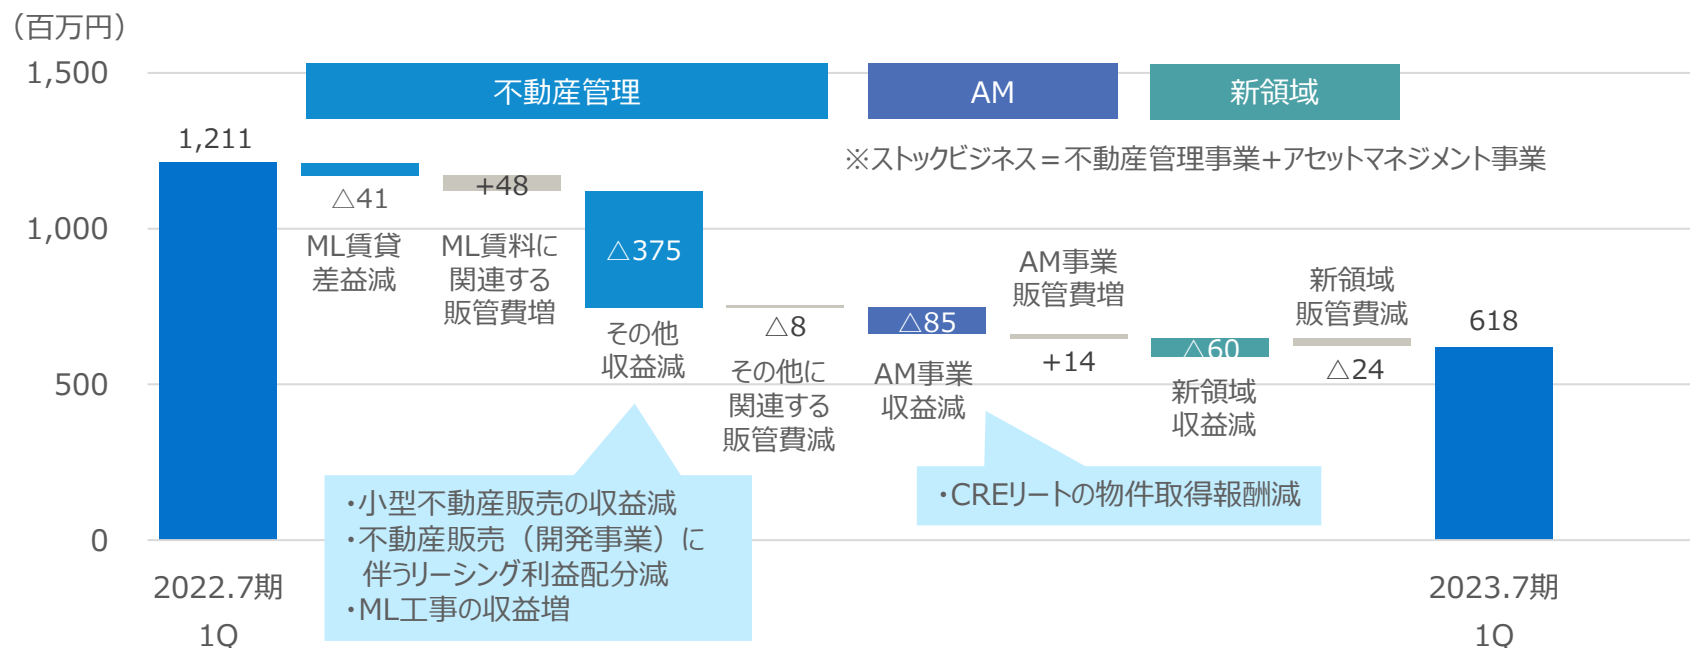 （百万円）
1,500
1,000
500
0
不動産管理
AM
新領域
※ストックビジネス＝不動産管理事業+アセットマネジメント事業
1,211
△41
ML賃貸
差益減
+48
ML賃料に
関連する
販管費増
△375
その他
収益減
△8
その他に
関連する
販管費減
△85
AM事業
収益減
AM事業
販管費増
+14
△60
新領域
収益減
新領域
販管費減
△24
618
・小型不動産販売の収益減
・不動産販売（開発事業）に
伴うリーシング利益配分減
・ML工事の収益増
・CREリートの物件取得報酬減
2022.7期
1Q
2023.7期
1Q